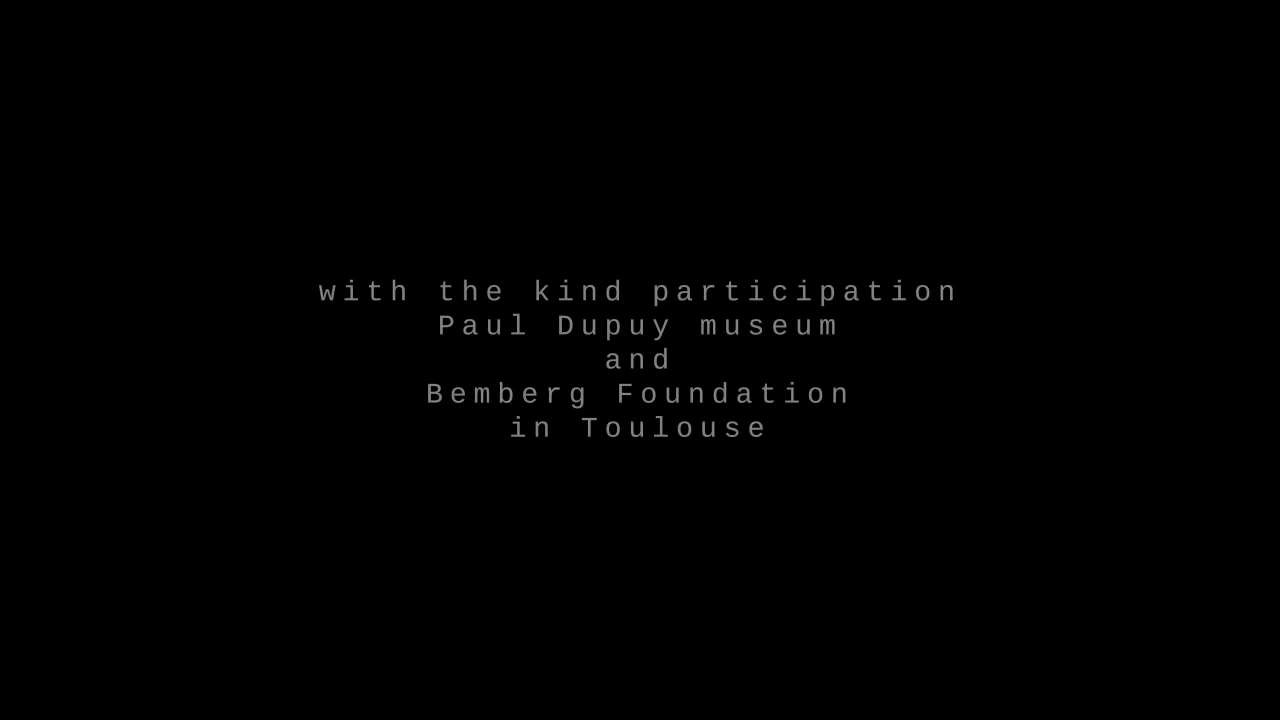 with the kind participation
Paul Dupuy museum
and
Bemberg Foundation
in Toulouse